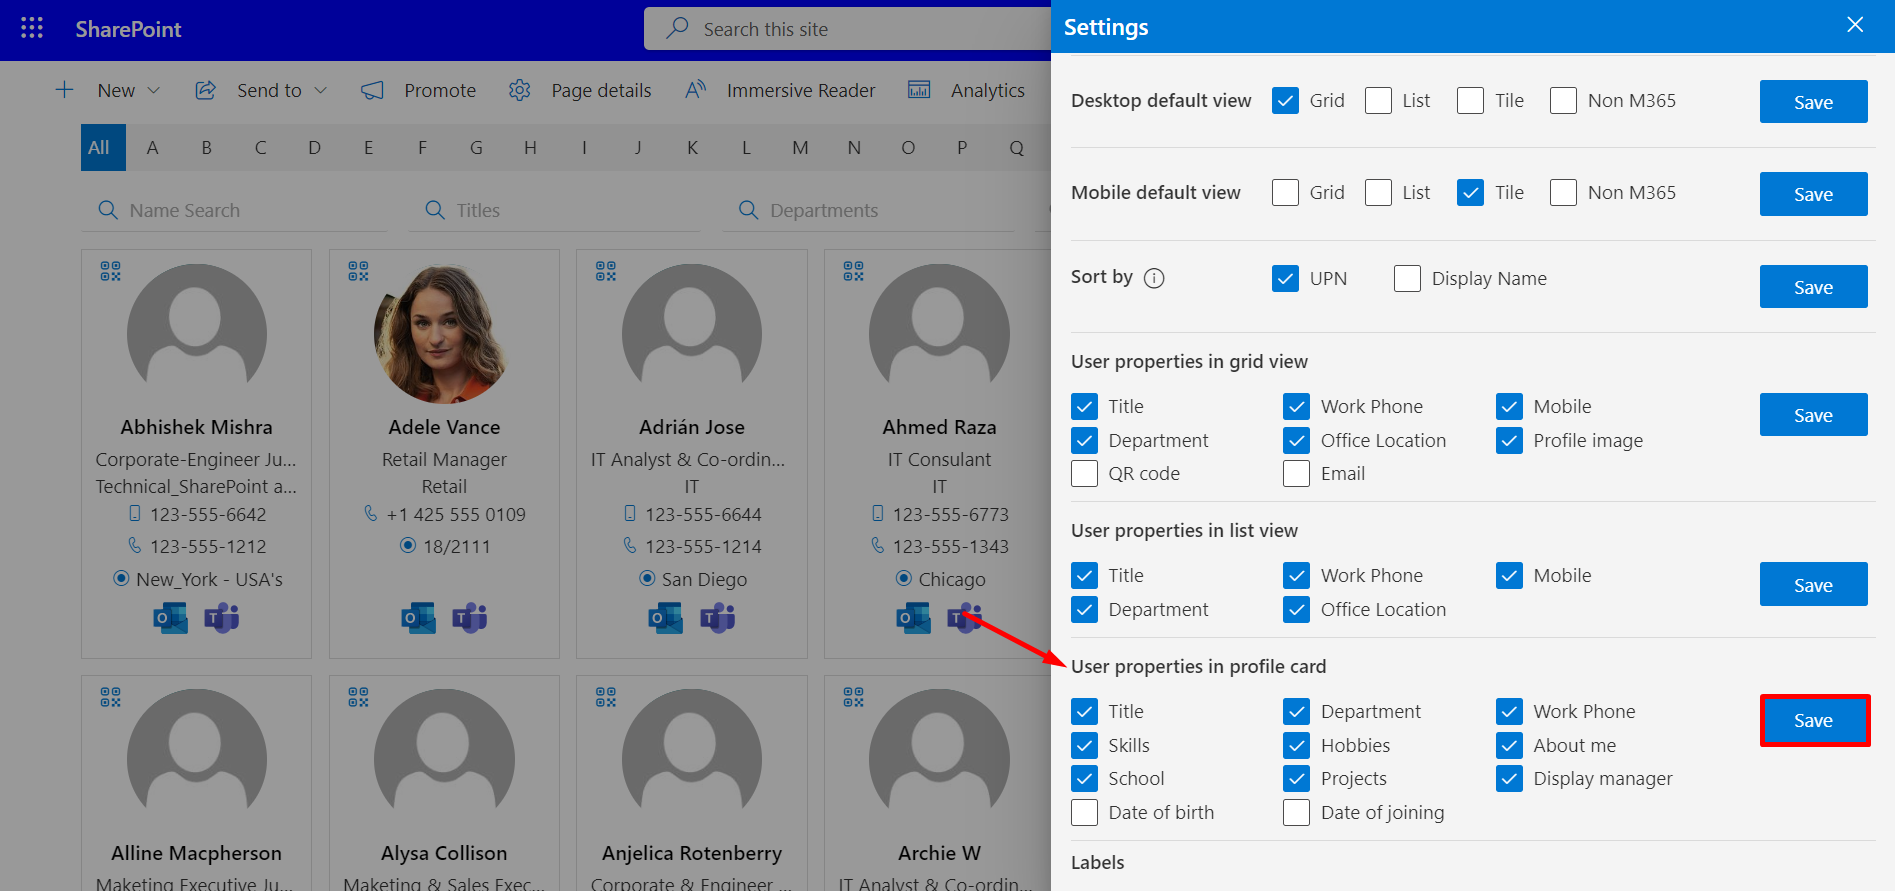 SharePoint
Search this site
New
Send to
Promote
Page details
Immersive Reader
Analytics
All A B C D E F G H I J K L M N O P Q
Name Search
Titles
Departments
Abhishek Mishra
Corporate-Engineer Ju...
Technical_SharePoint a...
123-555-6642
123-555-1212
New_York - USA's
Adele Vance
Retail Manager
Retail
+1 425 555 0109
18/2111
Adrián Jose
IT Analyst & Co-ordin...
IT
123-555-6644
123-555-1214
San Diego
Ahmed Raza
IT Consulant
IT
123-555-6773
123-555-1343
Chicago
Alline Macpherson
Maketing Executive Ju...
Alysa Collison
Maketing & Sales Exec...
Anjelica Rotenberry
Corporate & Engineer ...
Archie W
IT Analyst & Co-ordin...
Settings
Desktop default view Grid List Tile Non M365 Save
Mobile default view Grid List Tile Non M365 Save
Sort by UPN Display Name Save
User properties in grid view
Title Work Phone Mobile Save
Department Office Location Profile image
QR code Email
User properties in list view
Title Work Phone Mobile Save
Department Office Location
User properties in profile card
Title Department Work Phone Save
Skills Hobbies About me
School Projects Display manager
Date of birth Date of joining
Labels